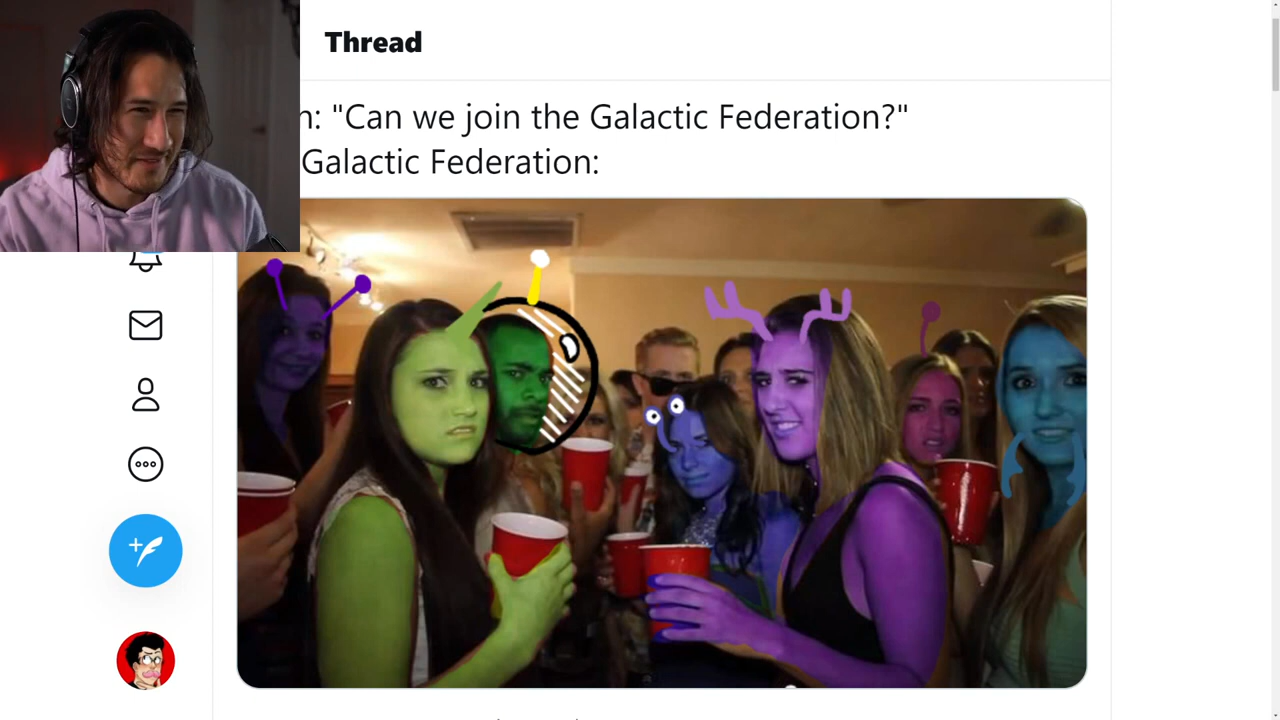 Thread
n: "Can we join the Galactic Federation?"
Galactic Federation: